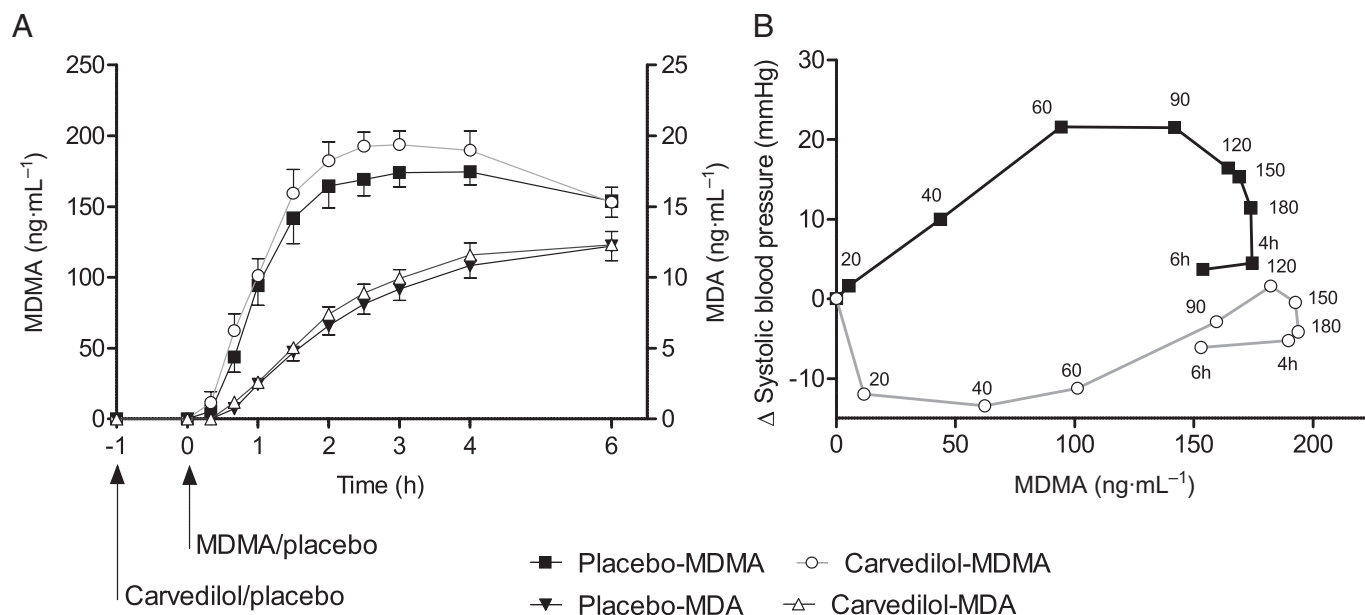 A
B
250
200
150
100
50
0
MDMA (ng·mL⁻¹)
25
20
15
10
5
0
MDA (ng·mL⁻¹)
-1 0 1 2 3 4 6
Time (h)
MDMA/placebo
Carvedilol/placebo
30
20
10
0
-10
Δ Systolic blood pressure (mmHg)
60
90
40
120
150
20
180
4h
6h
120
90
150
180
60
20
40
6h
4h
0 50 100 150 200
MDMA (ng·mL⁻¹)
Placebo-MDMA
Carvedilol-MDMA
Placebo-MDA
Carvedilol-MDA